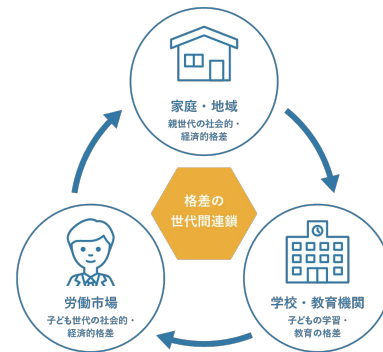 家庭・地域
親世代の社会的・
経済的格差
格差の
世代間連鎖
労働市場
子ども世代の社会的・
経済的格差
学校・教育機関
子どもの学習・
教育の格差